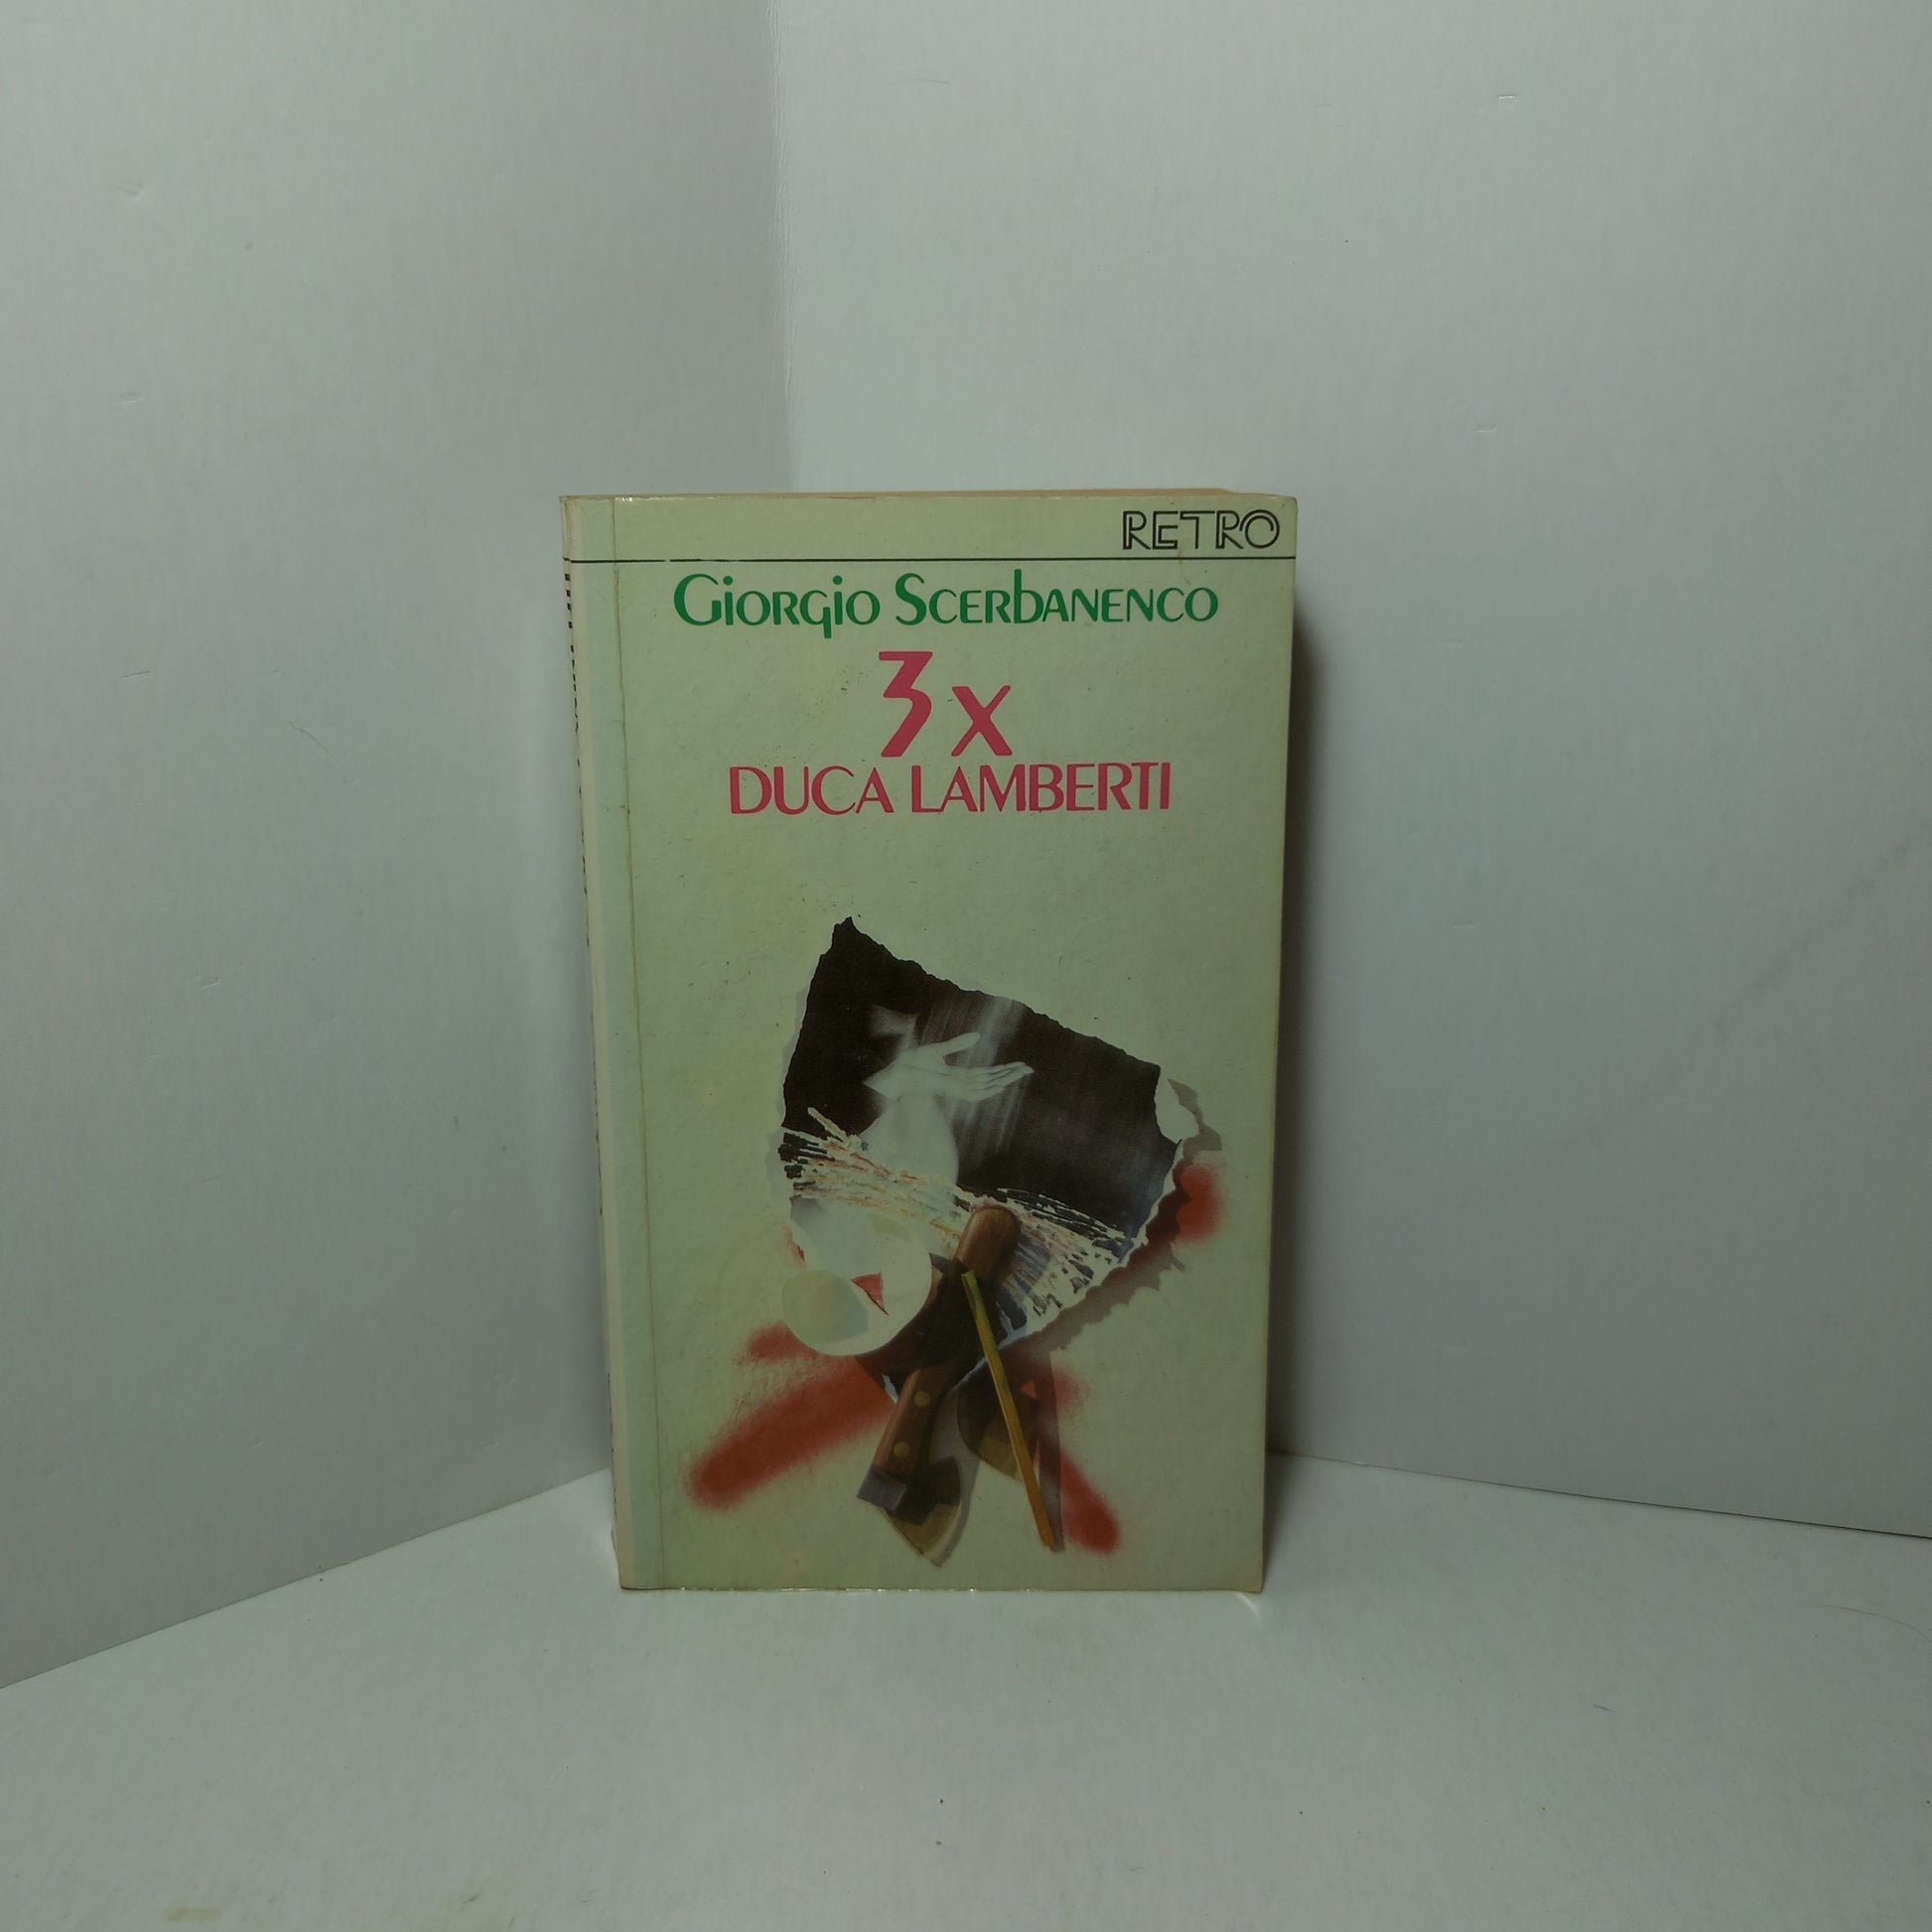 RETRO
Giorgio Scerbanenco
3 x
DUCA LAMBERTI